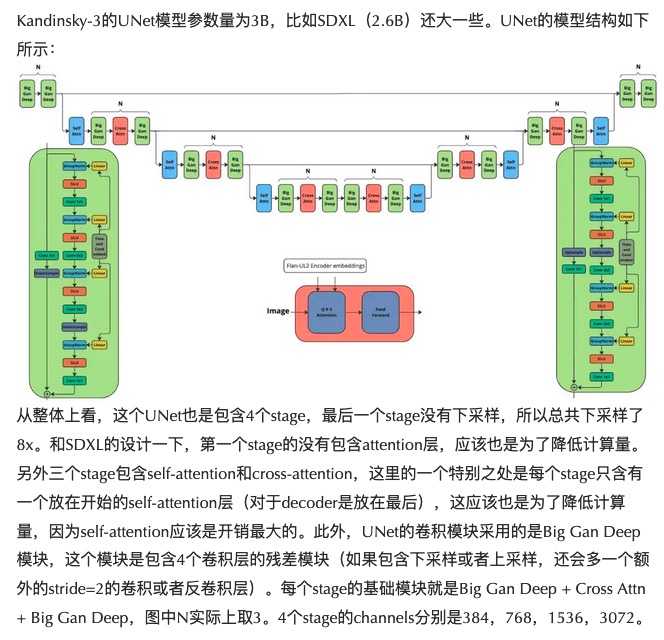 Kandinsky-3的UNet模型参数量为3B，比如SDXL（2.6B）还大一些。UNet的模型结构如下
所示：
N
Big Gan Deep
Big Gan Deep
N
Self Attn
Big Gan Deep
Cross Attn
Big Gan Deep
N
Self Attn
Big Gan Deep
Cross Attn
Big Gan Deep
N
N
Self Attn
Big Gan Deep
Cross Attn
Big Gan Deep
Big Gan Deep
Cross Attn
Big Gan Deep
Self Attn
N
Big Gan Deep
Cross Attn
Big Gan Deep
Self Attn
N
Big Gan Deep
Cross Attn
Big Gan Deep
Self Attn
N
Big Gan Deep
Big Gan Deep
GroupNorm
Linear
SiLU
Conv 1x1
GroupNorm
Linear
SiLU
Time and Cond embed
Conv 1x1
Conv 3x3
DownSample
GroupNorm
Linear
SiLU
Conv 3x3
DownSample
GroupNorm
Linear
SiLU
Conv 1x1
GroupNorm
Linear
SiLU
Conv 1x1
GroupNorm
Linear
SiLU
Time and Cond embed
UpSample
UpSample
Conv 1x1
Conv 3x3
GroupNorm
Linear
SiLU
Conv 3x3
GroupNorm
Linear
SiLU
Conv 1x1
Flan-UL2 Encoder embeddings
Image
Q K V
Attention
Feed
Forward
从整体上看，这个UNet也是包含4个stage，最后一个stage没有下采样，所以总共下采样了
8x。和SDXL的设计一下，第一个stage的没有包含attention层，应该也是为了降低计算量。
另外三个stage包含self-attention和cross-attention，这里的一个特别之处是每个stage只含有
一个放在开始的self-attention层（对于decoder是放在最后），这应该也是为了降低计算
量，因为self-attention应该是开销最大的。此外，UNet的卷积模块采用的是Big Gan Deep
模块，这个模块是包含4个卷积层的残差模块（如果包含下采样或者上采样，还会多一个额
外的stride=2的卷积或者反卷积层）。每个stage的基础模块就是Big Gan Deep + Cross Attn
+ Big Gan Deep，图中N实际上取3。4个stage的channels分别是384，768，1536，3072。